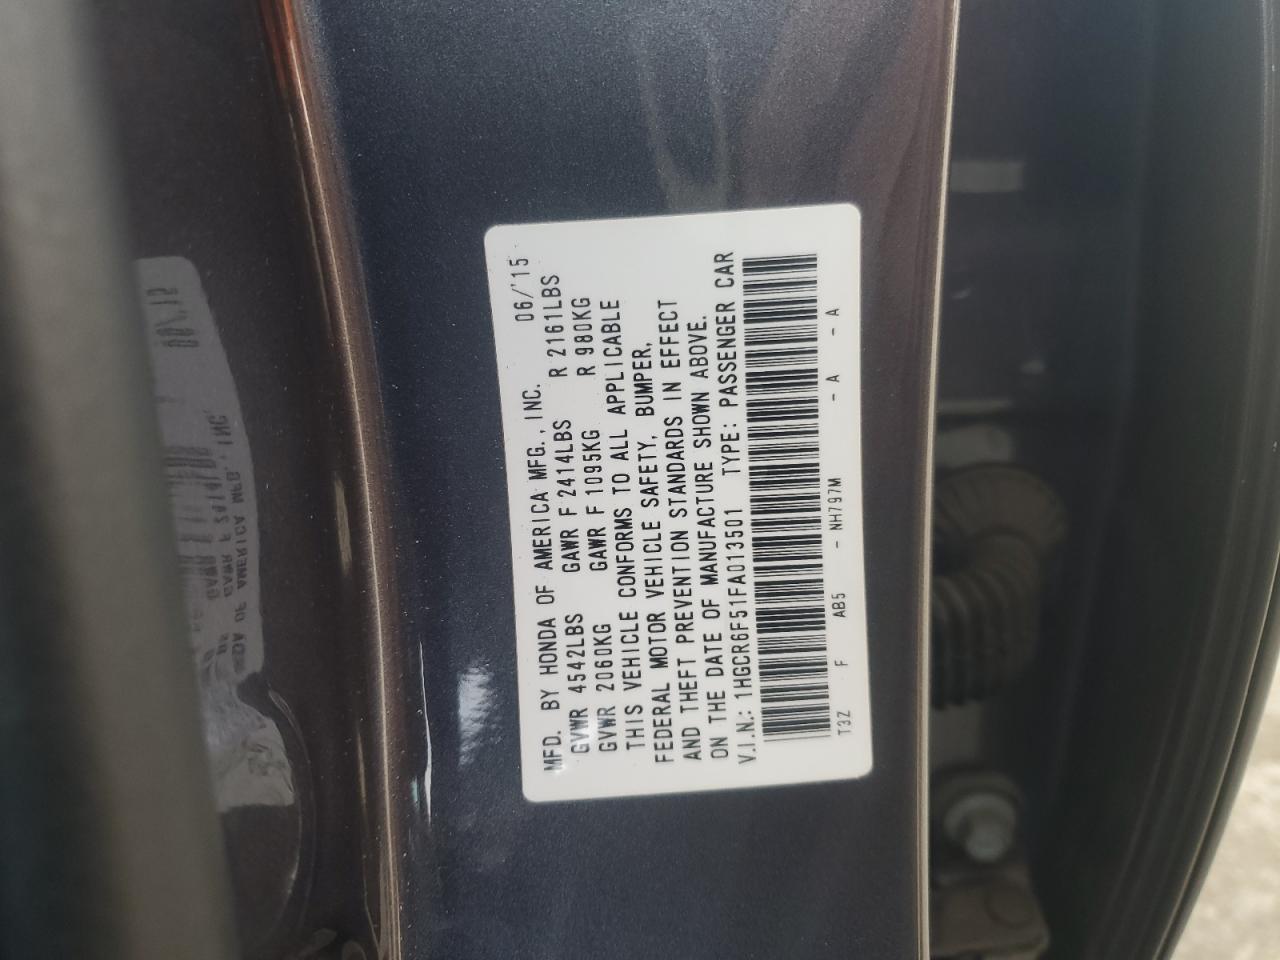 MFD. BY HONDA OF AMERICA MFG., INC. 06/'15
GVWR 4542LBS GAWR F 2414LBS R 2161LBS
GVWR 2060KG GAWR F 1095KG R 980KG
THIS VEHICLE CONFORMS TO ALL APPLICABLE
FEDERAL MOTOR VEHICLE SAFETY, BUMPER,
AND THEFT PREVENTION STANDARDS IN EFFECT
ON THE DATE OF MANUFACTURE SHOWN ABOVE.
V.I.N.: 1HGCR6F51FA013501 TYPE: PASSENGER CAR
T3Z F AB5 - NH797M - A - A